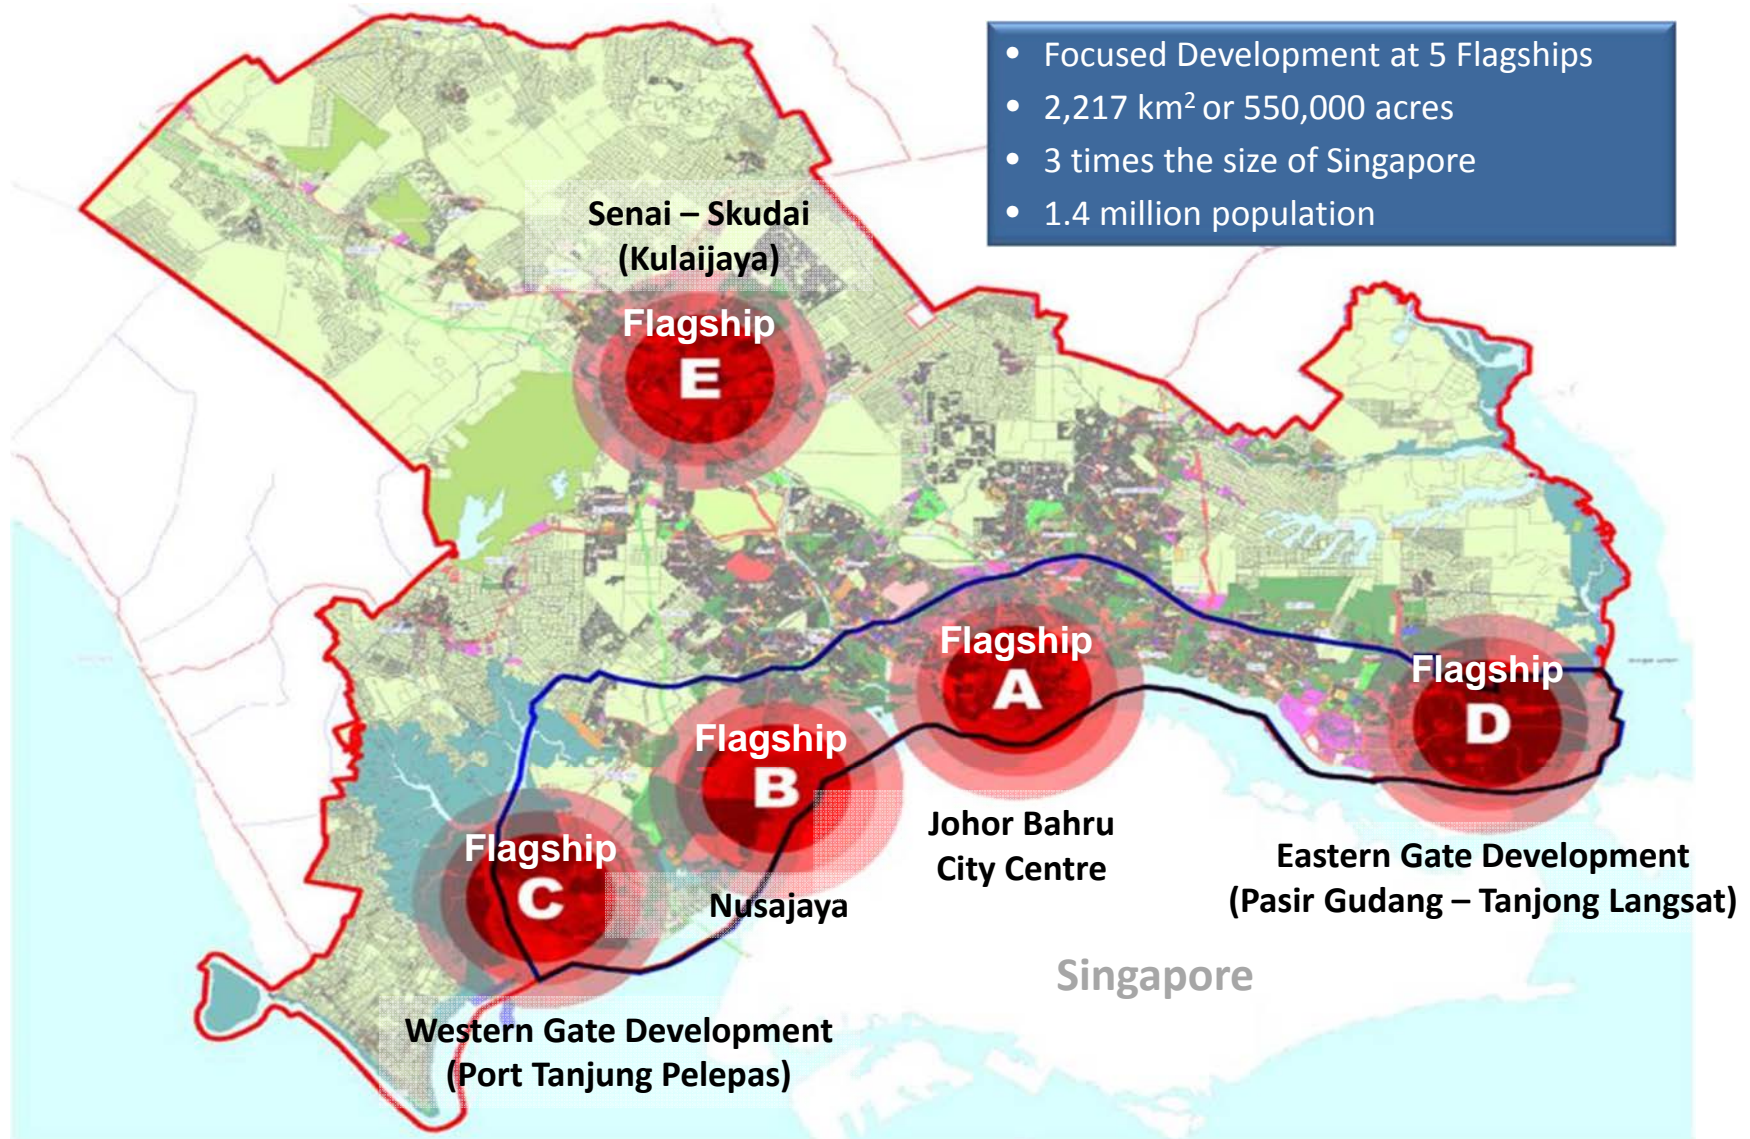 • Focused Development at 5 Flagships
• 2,217 km² or 550,000 acres
• 3 times the size of Singapore
• 1.4 million population
Senai – Skudai
(Kulaijaya)
Flagship
E
Flagship
A
Flagship
D
Flagship
B
Flagship
C
Johor Bahru
City Centre
Eastern Gate Development
(Pasir Gudang – Tanjong Langsat)
Nusajaya
Singapore
Western Gate Development
(Port Tanjung Pelepas)